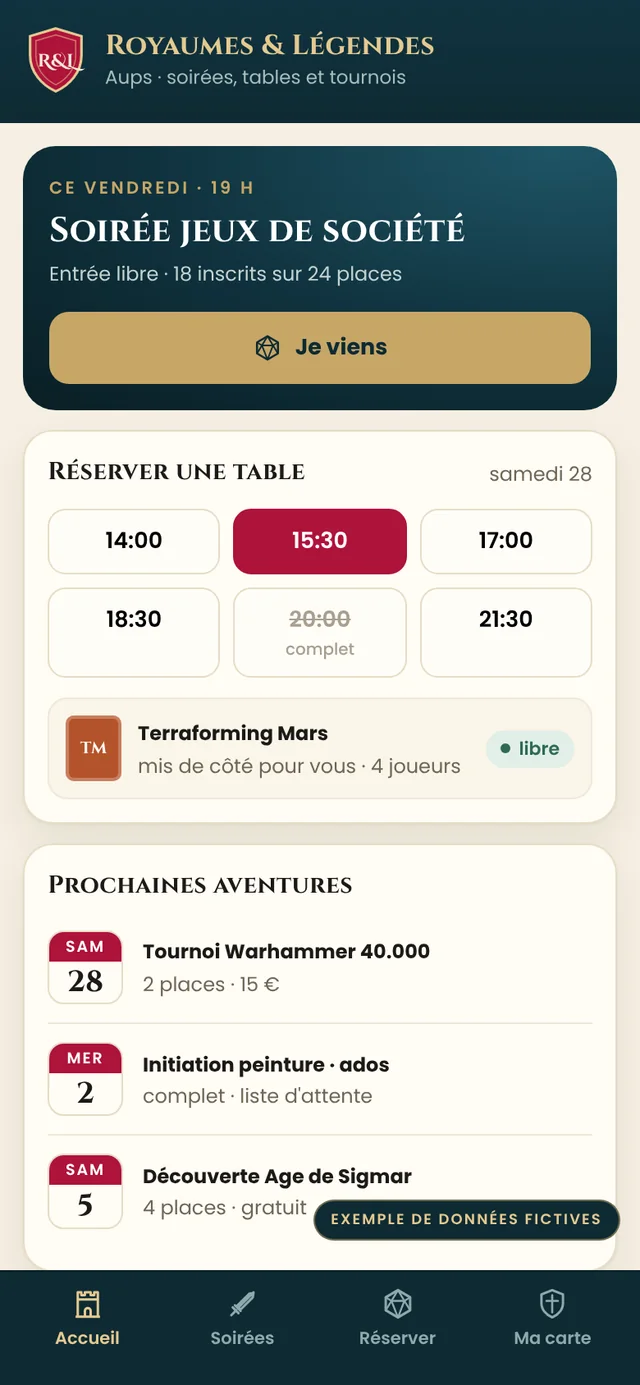 R&L
Royaumes & Légendes
Aups · soirées, tables et tournois
CE VENDREDI · 19 H
Soirée jeux de société
Entrée libre · 18 inscrits sur 24 places
Je viens
Réserver une table
samedi 28
14:00
15:30
17:00
18:30
20:00
complet
21:30
TM
Terraforming Mars
mis de côté pour vous · 4 joueurs
libre
Prochaines aventures
SAM
28
Tournoi Warhammer 40.000
2 places · 15 €
MER
2
Initiation peinture · ados
complet · liste d'attente
SAM
5
Découverte Age de Sigmar
4 places · gratuit
EXEMPLE DE DONNÉES FICTIVES
Accueil
Soirées
Réserver
Ma carte